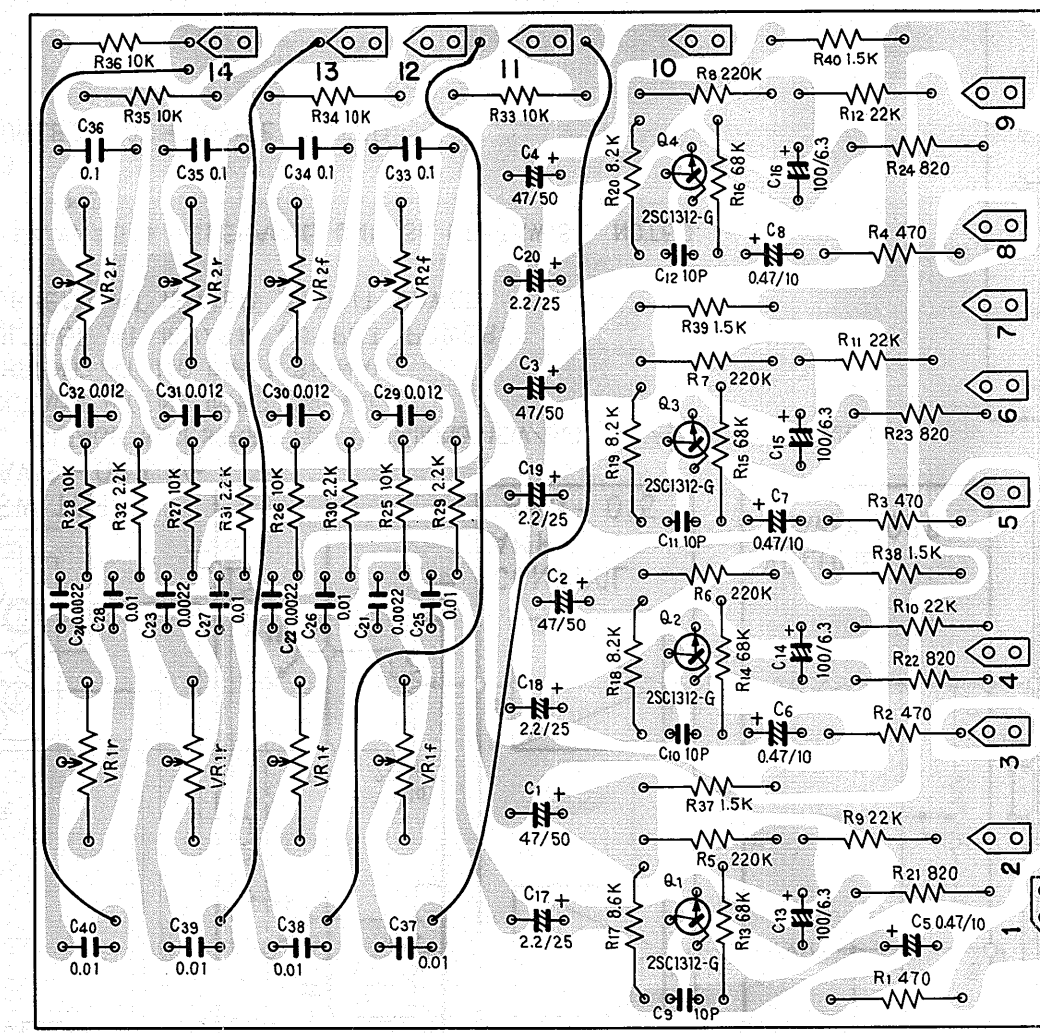 R36 10K
14
13
12
11
10
R40 1.5K
R8 220K
R35 10K
R34 10K
R33 10K
R12 22K
9
C36
0.1
C35 0.1
C34 0.1
C33 0.1
C4 +
47/50
R20 8.2K
Q4
2SC1312-G
R16 68K
C16 +
100/6.3
R24 820
VR2r
VR2r
VR2f
VR2f
C20 +
2.2/25
C12 10P
+ C8
0.47/10
R4 470
8
R39 1.5K
7
R11 22K
C3 +
47/50
R7 220K
6
C32 0.012
C31 0.012
C30 0.012
C29 0.012
R19 8.2K
Q3
2SC1312-G
R15 68K
C15 +
100/6.3
R23 820
R28 10K
R32 2.2K
R27 10K
R31 2.2K
R26 10K
R30 2.2K
R25 10K
R29 2.2K
C19 +
2.2/25
C11 10P
+ C7
0.47/10
R3 470
5
R38 1.5K
C24 0.0022
C28 0.1
C23 0.0022
C27 0.1
C22 0.0022
C26 0.01
C21 0.0022
C25 0.01
C2 +
47/50
R6 220K
R10 22K
R18 8.2K
Q2
2SC1312-G
R14 68K
C14 +
100/6.3
R22 820
4
C18 +
2.2/25
C10 10P
+ C6
0.47/10
R2 470
3
VR1r
VR1r
VR1f
VR1f
R37 1.5K
C1 +
47/50
R5 220K
R9 22K
2
C17 +
2.2/25
R17 8.6K
Q1
2SC1312-G
R13 68K
C13 +
100/6.3
R21 820
1
+ C5 0.47/10
C40
0.01
C39
0.01
C38
0.01
C37
0.01
C9 10P
R1 470